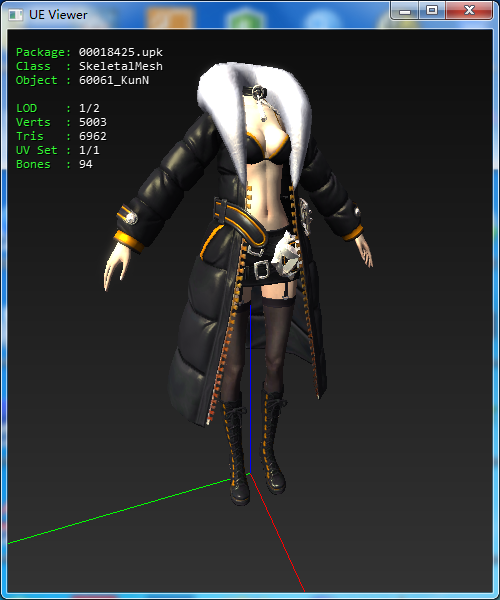 UE Viewer
Package: 00018425.upk
Class : SkeletalMesh
Object : 60061_KunN
LOD : 1/2
Verts : 5003
Tris : 6962
UV Set : 1/1
Bones : 94